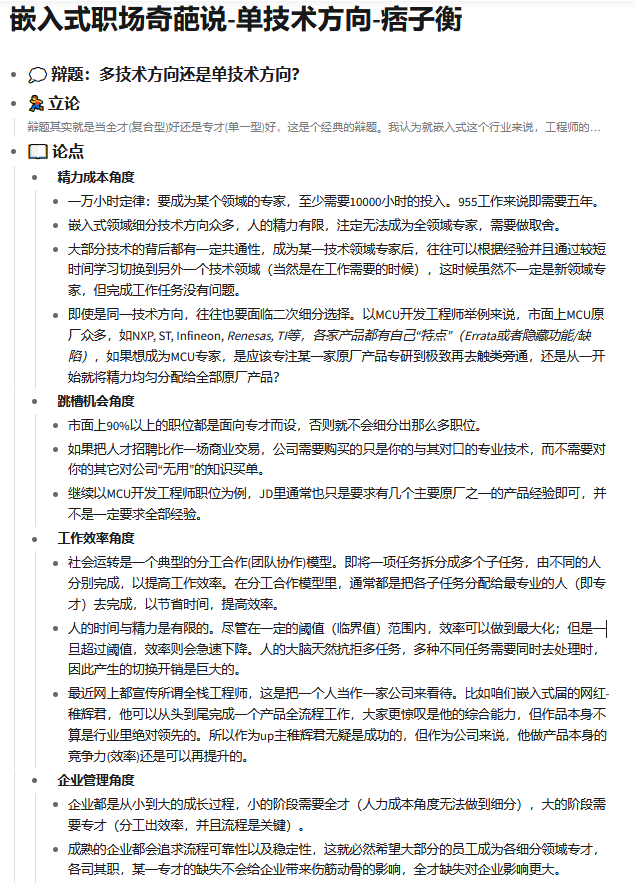 嵌入式职场奇葩说-单技术方向-痞子衡
辩题：多技术方向还是单技术方向？
立论
辩题其实就是当全才(复合型)好还是专才(单一型)好，这是个经典的辩题。我认为就嵌入式这个行业来说，工程师的...
论点
精力成本角度
一万小时定律：要成为某个领域的专家，至少需要10000小时的投入。955工作来说即需要五年。
嵌入式领域细分技术方向众多，人的精力有限，注定无法成为全领域专家，需要做取舍。
大部分技术的背后都有一定共通性，成为某一技术领域专家后，往往可以根据经验并且通过较短
时间学习切换到另外一个技术领域（当然是在工作需要的时候），这时候虽然不一定是新领域专
家，但完成工作任务没有问题。
即使是同一技术方向，往往也要面临二次细分选择。以MCU开发工程师举例来说，市面上MCU原
厂众多，如NXP, ST, Infineon, Renesas, TI等，各家产品都有自己“特点”（Errata或者隐藏功能/缺
陷），如果想成为MCU专家，是应该专注某一家原厂产品专研到极致再去触类旁通，还是从一开
始就将精力均匀分配给全部原厂产品？
跳槽机会角度
市面上90%以上的职位都是面向专才而设，否则就不会细分出那么多职位。
如果把人才招聘比作一场商业交易，公司需要购买的只是你的与其对口的专业技术，而不需要对
你的其它对公司“无用”的知识买单。
继续以MCU开发工程师职位为例，JD里通常也只是要求有几个主要原厂之一的产品经验即可，并
不是一定要求全部经验。
工作效率角度
社会运转是一个典型的分工合作(团队协作)模型。即将一项任务拆分成多个子任务，由不同的人
分别完成，以提高工作效率。在分工合作模型里，通常都是把各子任务分配给最专业的人（即专
才）去完成，以节省时间，提高效率。
人的时间与精力是有限的。尽管在一定的阈值（临界值）范围内，效率可以做到最大化；但是一
旦超过阈值，效率则会急速下降。人的大脑天然抗拒多任务，多种不同任务需要同时去处理时，
因此产生的切换开销是巨大的。
最近网上都宣传所谓全栈工程师，这是把一个人当作一家公司来看待。比如咱们嵌入式届的网红-
稚辉君，他可以从头到尾完成一个产品全流程工作，大家更惊叹是他的综合能力，但作品本身不
算是行业里绝对领先的。所以作为up主稚辉君无疑是成功的，但作为公司来说，他做产品本身的
竞争力(效率)还是可以再提升的。
企业管理角度
企业都是从小到大的成长过程，小的阶段需要全才（人力成本角度无法做到细分），大的阶段需
要专才（分工出效率，并且流程是关键）。
成熟的企业都会追求流程可靠性以及稳定性，这就必然希望大部分的员工成为各细分领域专才，
各司其职，某一专才的缺失不会给企业带来伤筋动骨的影响，全才缺失对企业影响更大。